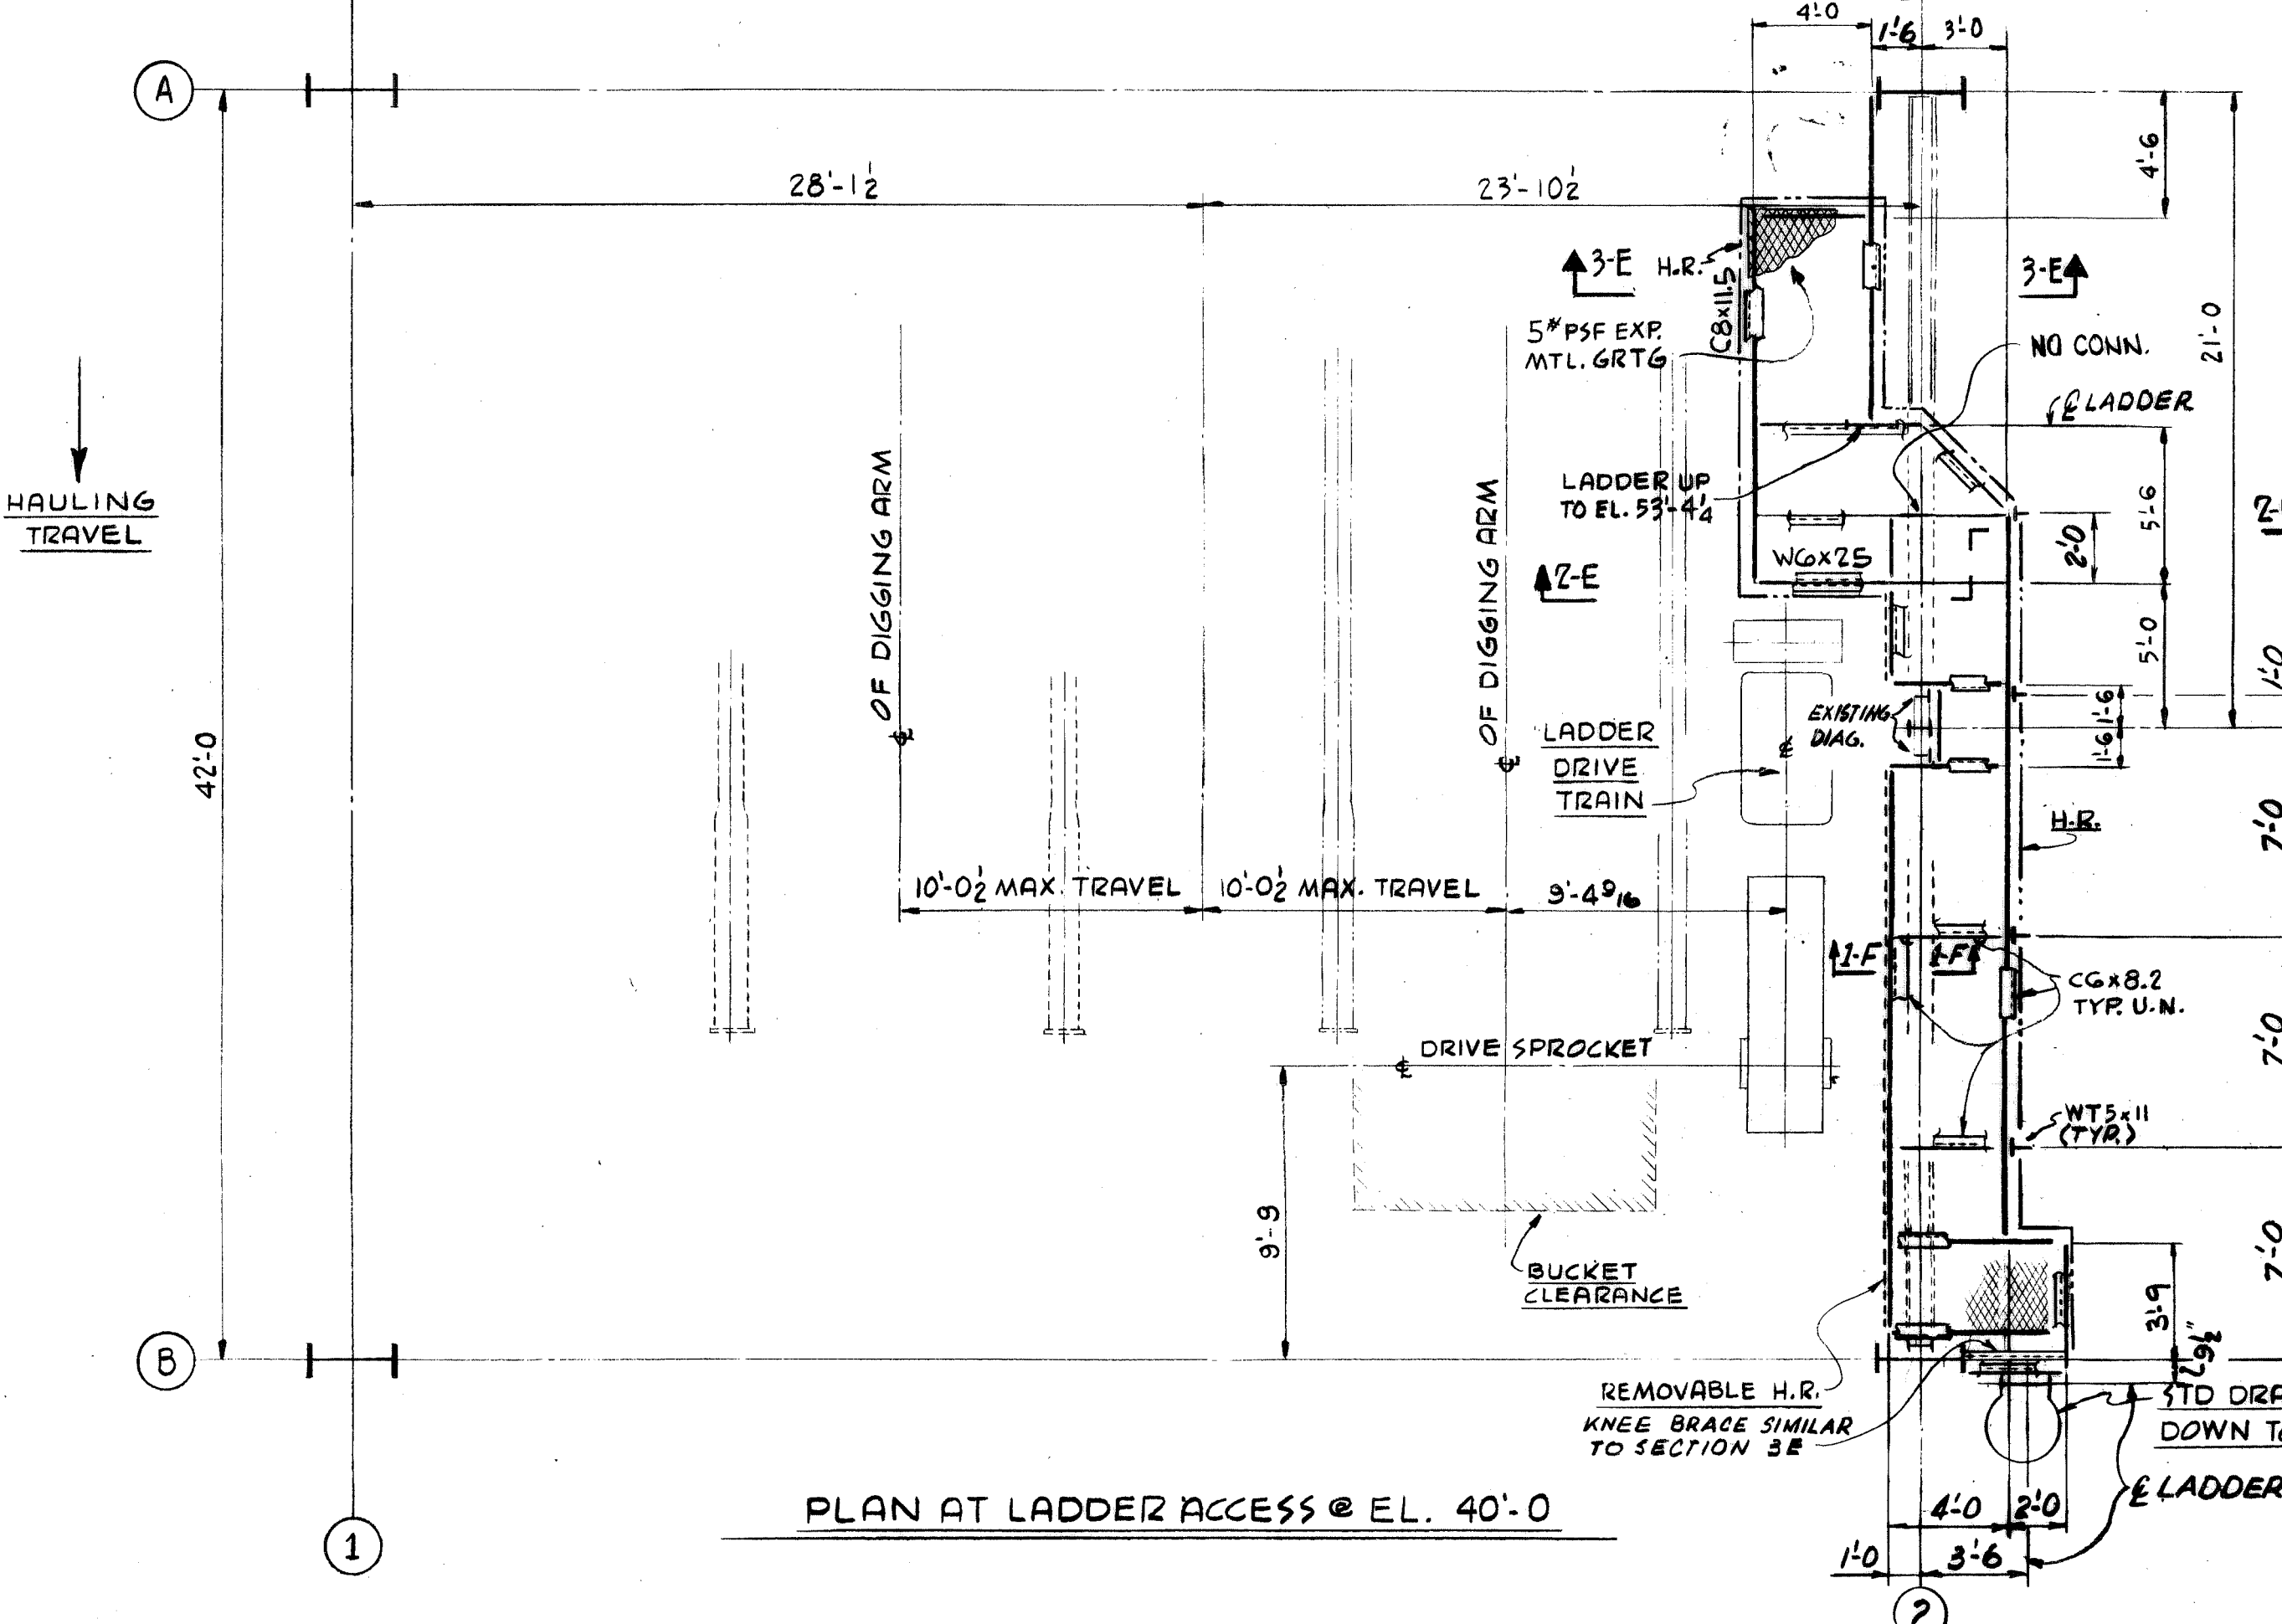 4'-0
1'-6
3'-0
A
28'-1½
23'-10½
4'-6
3-E
H.R.
3-E
C8x11.5
5# PSF EXP.
MTL. GRTG
NO CONN.
21'-0
℄ LADDER
HAULING
TRAVEL
LADDER UP
TO EL. 53'-4¼
5'-6
2'-0
W6x25
2-E
℄ OF DIGGING ARM
℄ OF DIGGING ARM
5'-0
1'-0
42'-0
EXISTING
DIAG.
℄
1'-6
1'-6
LADDER
DRIVE
TRAIN
H.R.
7'-0
10'-0½ MAX. TRAVEL
10'-0½ MAX. TRAVEL
9'-4 9/16
1-F
1-F
C6x8.2
TYP. U.N.
7'-0
℄ DRIVE SPROCKET
WT5x11
(TYP.)
9'-9
7'-0
BUCKET
CLEARANCE
3'-9
B
9½"
REMOVABLE H.R.
KNEE BRACE SIMILAR
TO SECTION 3E
STD
DOWN
℄ LADDER
PLAN AT LADDER ACCESS @ EL. 40'-0
4'-0
2'-0
1'-0
3'-6
1
2